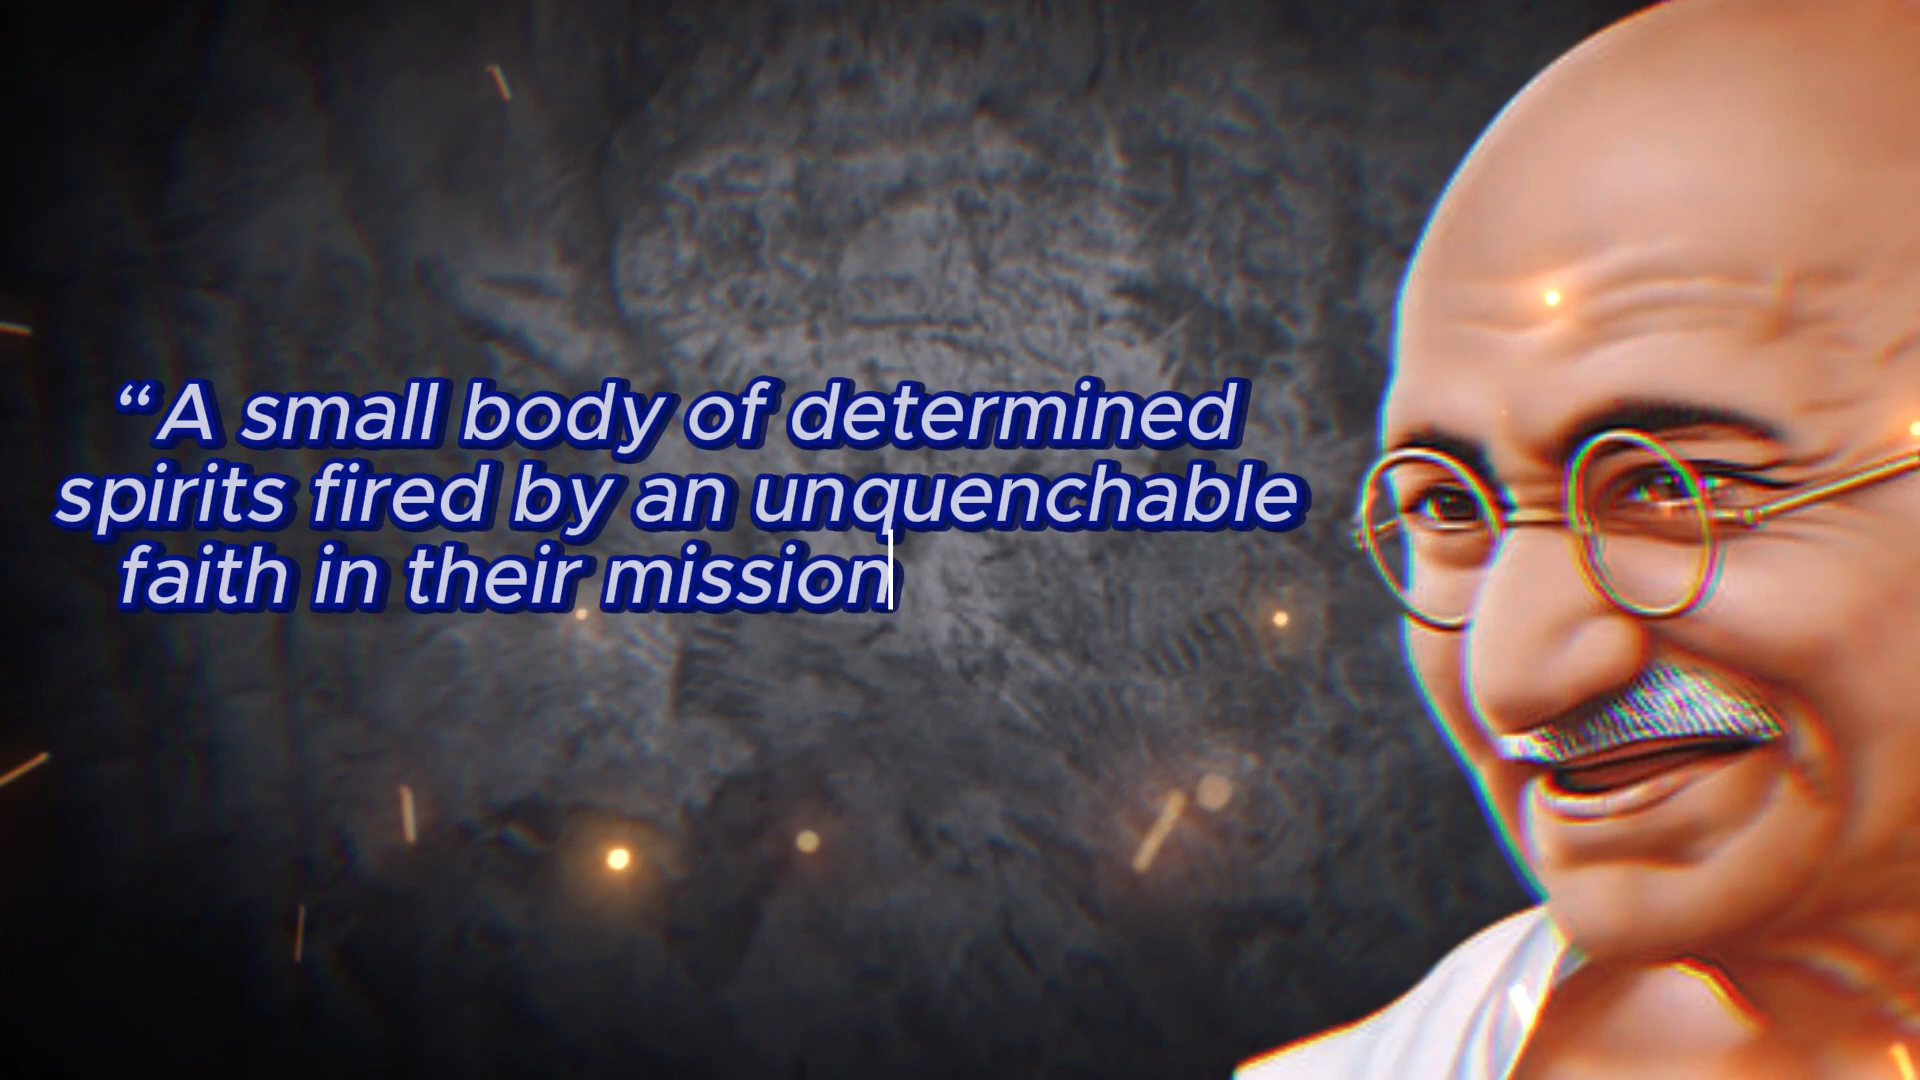 “A small body of determined
spirits fired by an unquenchable
faith in their mission